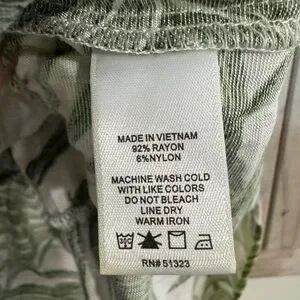 MADE IN VIETNAM
92% RAYON
8%NYLON
MACHINE WASH COLD
WITH LIKE COLORS
DO NOT BLEACH
LINE DRY
WARM IRON
RN# 51323